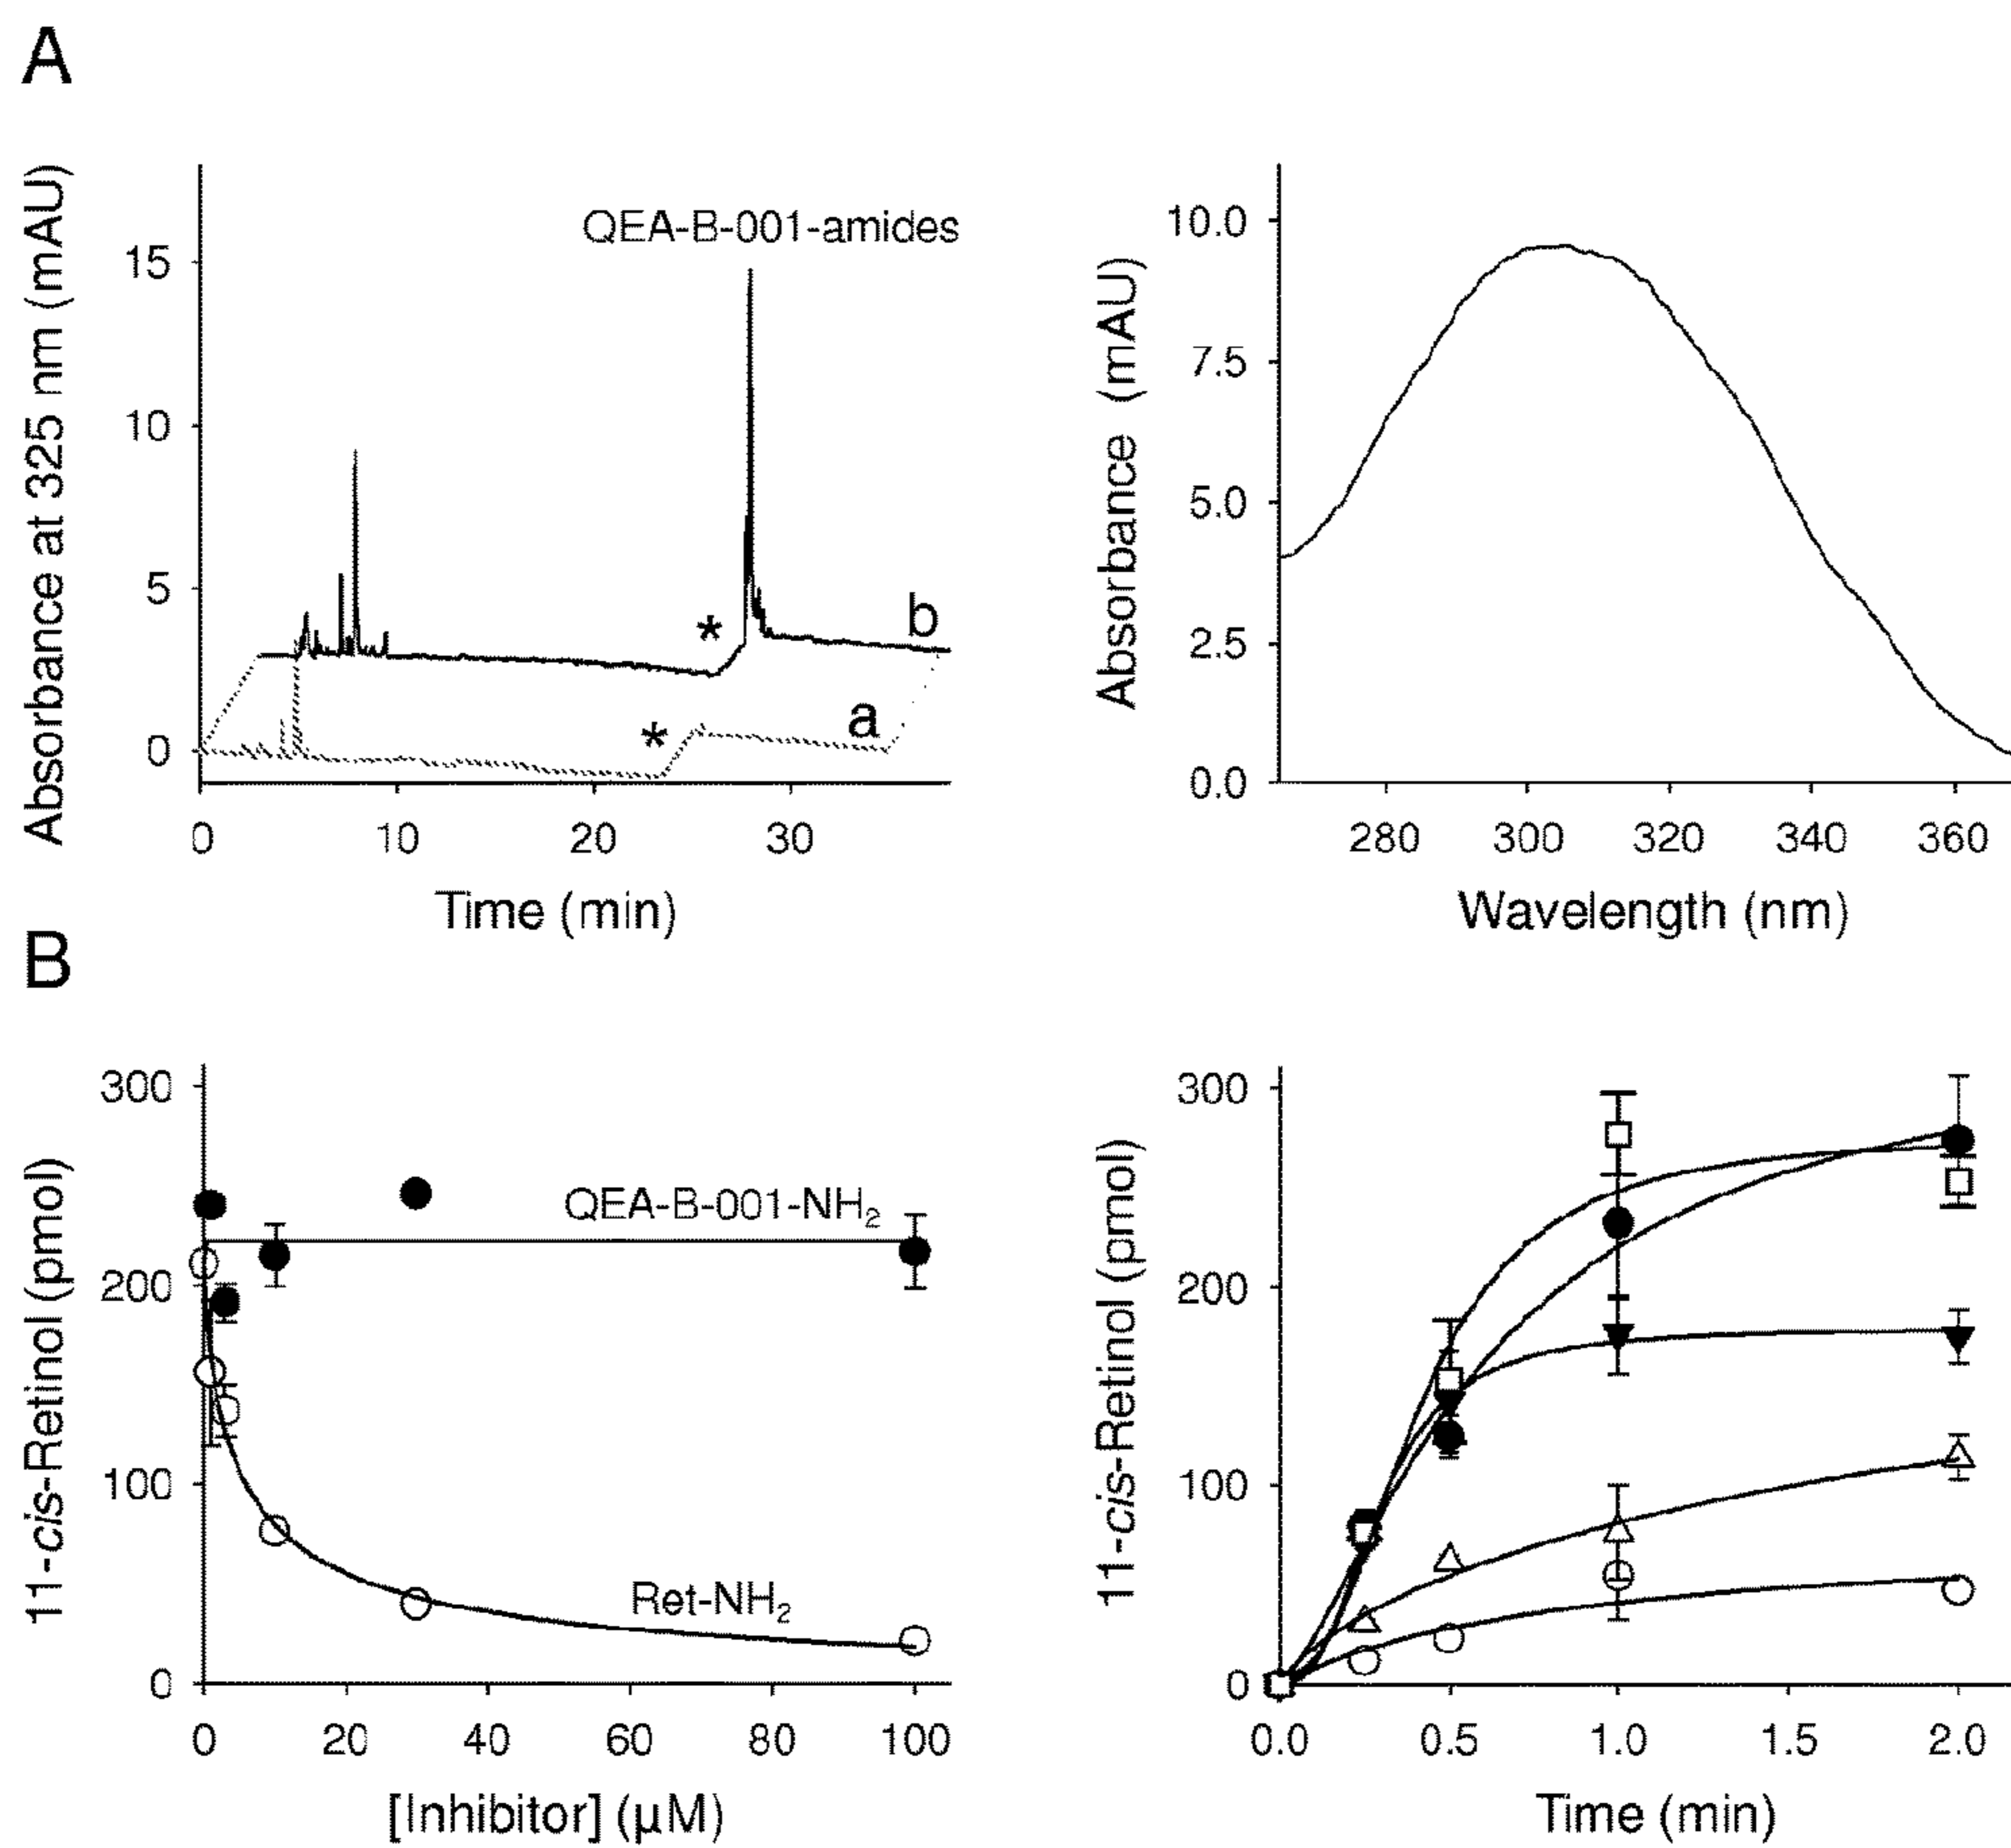 A
Absorbance at 325 nm (mAU)
15
10
5
0
QEA-B-001-amides
*
b
*
a
0 10 20 30
Time (min)
Absorbance (mAU)
10.0
7.5
5.0
2.5
0.0
280 300 320 340 360
Wavelength (nm)
B
11-cis-Retinol (pmol)
300
200
100
0
QEA-B-001-NH₂
Ret-NH₂
0 20 40 60 80 100
[Inhibitor] (µM)
11-cis-Retinol (pmol)
300
200
100
0
0.0 0.5 1.0 1.5 2.0
Time (min)